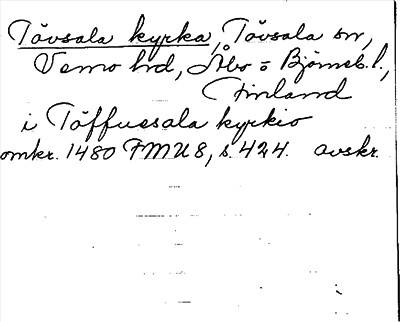 Tövsala kyrka, Tövsala sn,
Vemo hd, Åbo o Björneb. l.,
Finland
i Töffuesala kyrkio
omkr. 1480 FMU 8, s. 424. avskr.